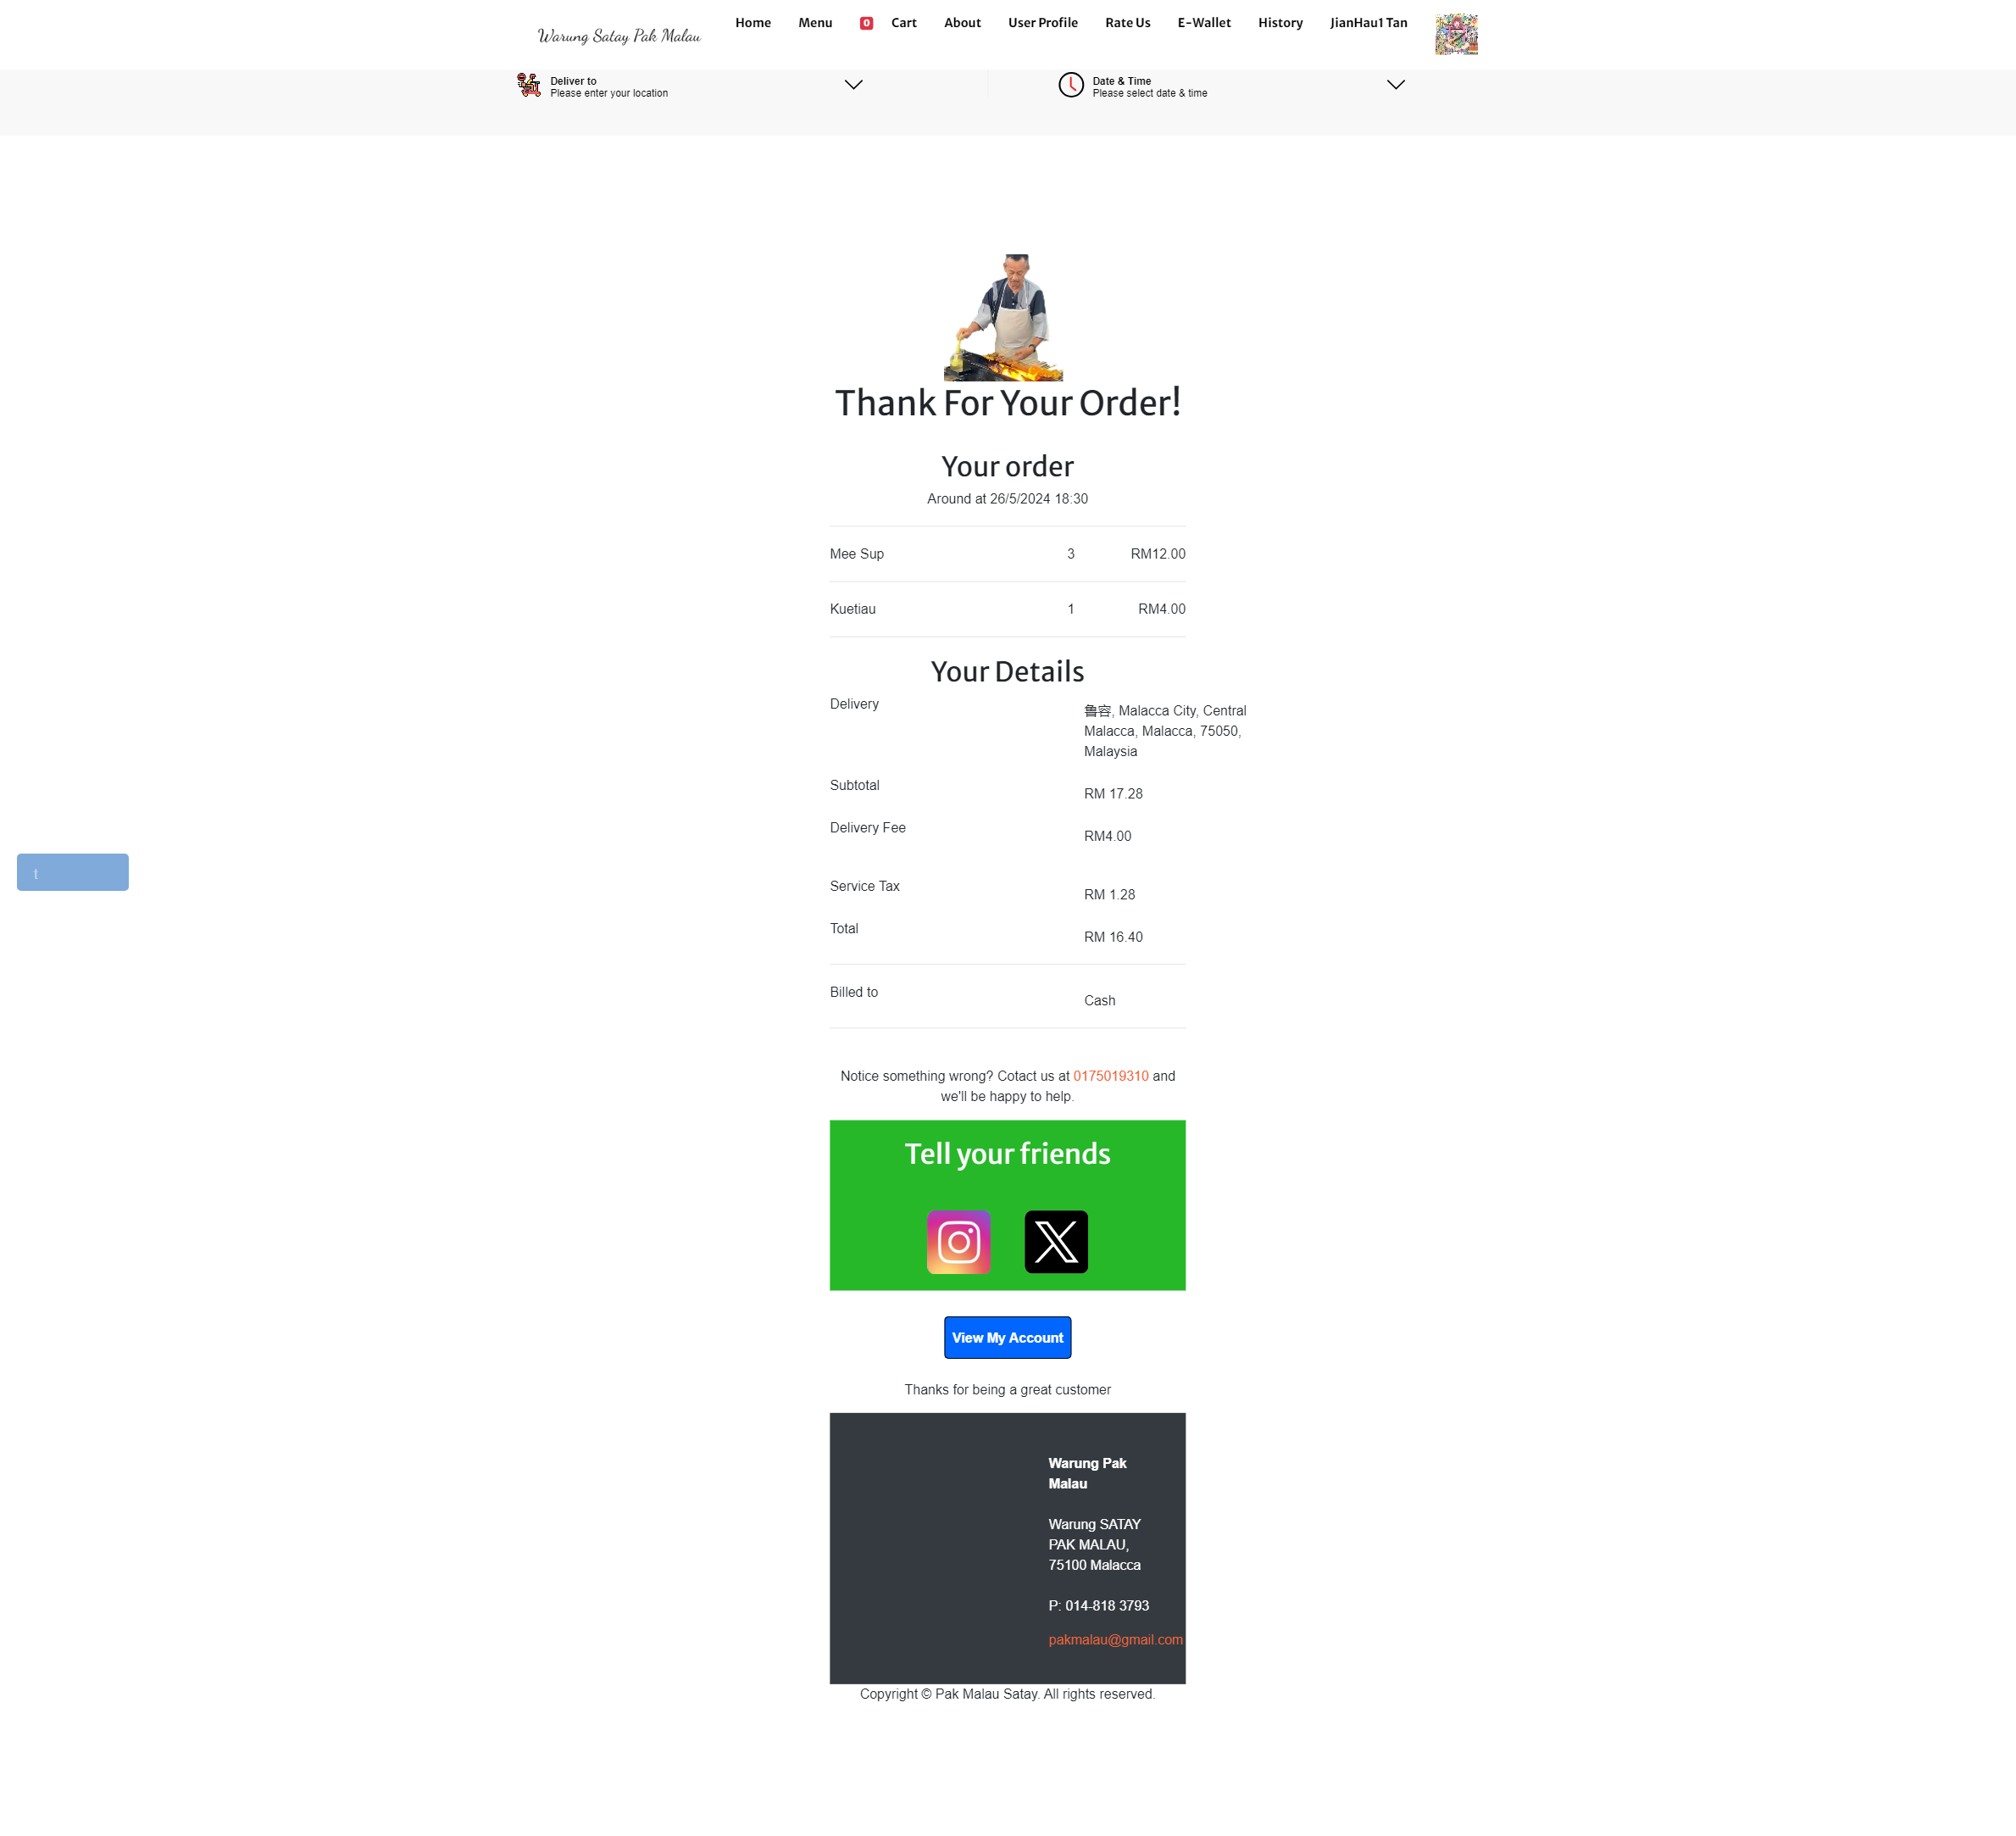 Warung Satay Pak Malau
Home Menu 0 Cart About User Profile Rate Us E-Wallet History JianHau1 Tan
Deliver to
Please enter your location
Date & Time
Please select date & time
Thank For Your Order!
Your order
Around at 26/5/2024 18:30
Mee Sup 3 RM12.00
Kuetiau 1 RM4.00
Your Details
Delivery
鲁容, Malacca City, Central
Malacca, Malacca, 75050,
Malaysia
Subtotal RM 17.28
Delivery Fee RM4.00
t
Service Tax RM 1.28
Total RM 16.40
Billed to Cash
Notice something wrong? Cotact us at 0175019310 and
we'll be happy to help.
Tell your friends
View My Account
Thanks for being a great customer
Warung Pak
Malau
Warung SATAY
PAK MALAU,
75100 Malacca
P: 014-818 3793
pakmalau@gmail.com
Copyright © Pak Malau Satay. All rights reserved.